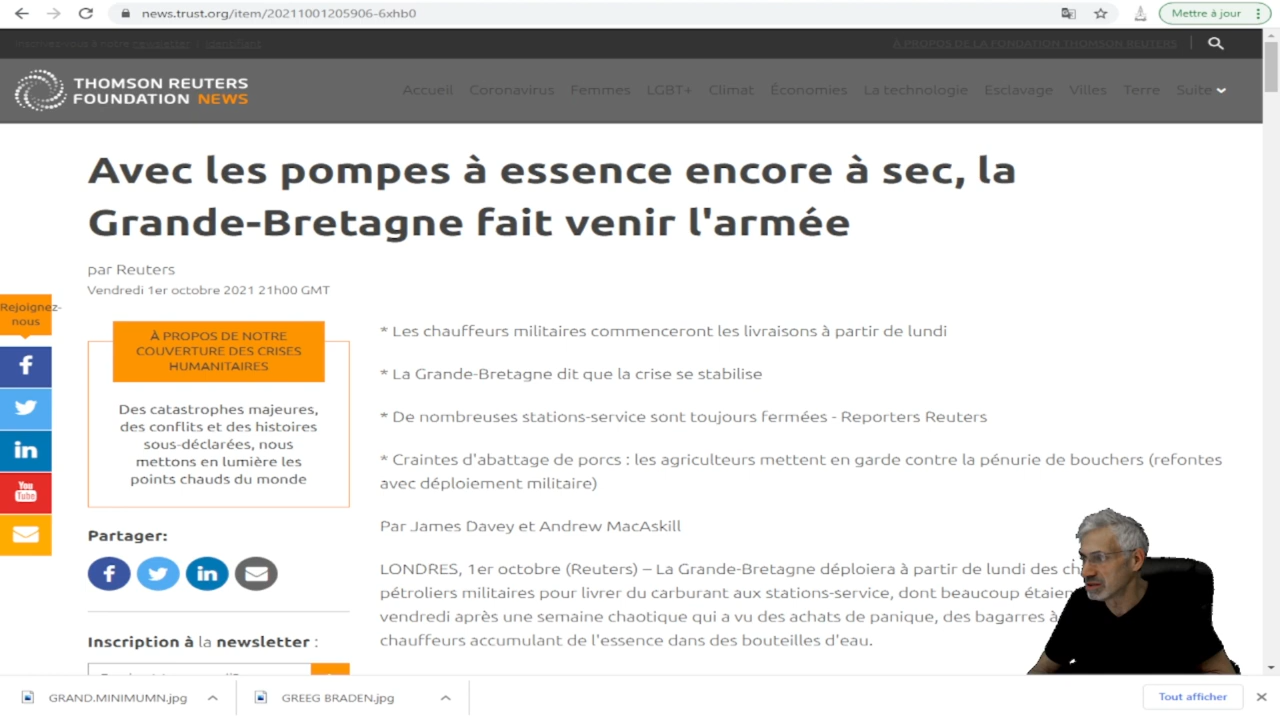 news.trust.org/item/20211001205906-6xhb0
Mettre à jour
Inscrivez-vous à notre newsletter | Identifiant
À PROPOS DE LA FONDATION THOMSON REUTERS
THOMSON REUTERS
FOUNDATION NEWS
Accueil Coronavirus Femmes LGBT+ Climat Économies La technologie Esclavage Villes Terre Suite
Avec les pompes à essence encore à sec, la
Grande-Bretagne fait venir l'armée
par Reuters
Vendredi 1er octobre 2021 21h00 GMT
Rejoignez-
nous
À PROPOS DE NOTRE
COUVERTURE DES CRISES
HUMANITAIRES
Des catastrophes majeures,
des conflits et des histoires
sous-déclarées, nous
mettons en lumière les
points chauds du monde
Partager:
Inscription à la newsletter :
* Les chauffeurs militaires commenceront les livraisons à partir de lundi
* La Grande-Bretagne dit que la crise se stabilise
* De nombreuses stations-service sont toujours fermées - Reporters Reuters
* Craintes d'abattage de porcs : les agriculteurs mettent en garde contre la pénurie de bouchers (refontes
avec déploiement militaire)
Par James Davey et Andrew MacAskill
LONDRES, 1er octobre (Reuters) – La Grande-Bretagne déploiera à partir de lundi des
pétroliers militaires pour livrer du carburant aux stations-service, dont beaucoup
vendredi après une semaine chaotique qui a vu des achats de panique, des bagarres à
chauffeurs accumulant de l'essence dans des bouteilles d'eau.
GRAND.MINIMUMN.jpg
GREEG BRADEN.jpg
Tout afficher